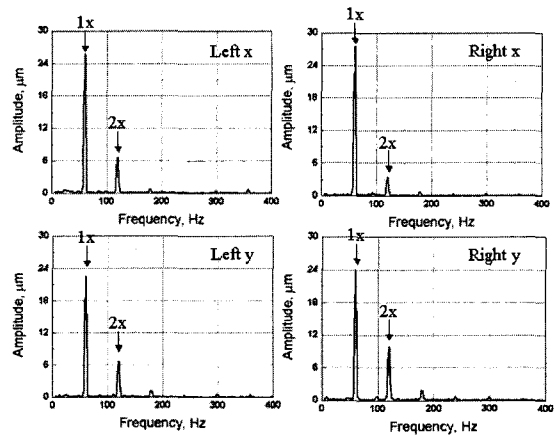 1x
Left x
2x
Amplitude, μm
30
24
18
12
6
0
0 100 200 300 400
Frequency, Hz
1x
Right x
2x
Amplitude, μm
30
24
18
12
6
0
0 100 200 300 400
Frequency, Hz
1x
Left y
2x
Amplitude, μm
30
24
18
12
6
0
0 100 200 300 400
Frequency, Hz
1x
Right y
2x
Amplitude, μm
30
24
18
12
6
0
0 100 200 300 400
Frequency, Hz